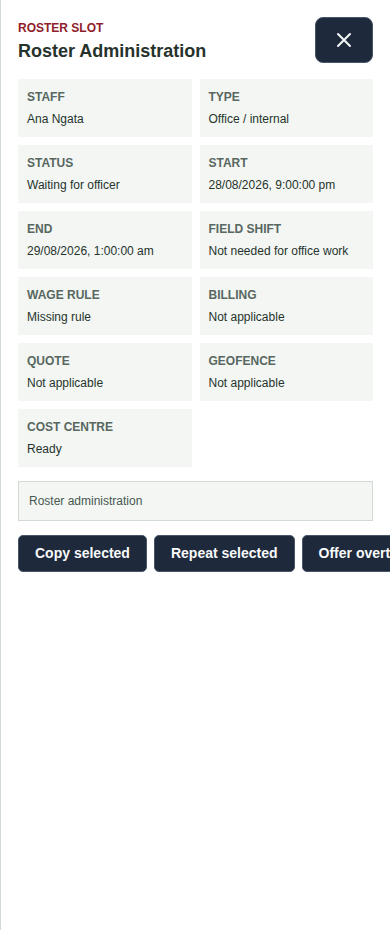 ROSTER SLOT
Roster Administration
STAFF
Ana Ngata
TYPE
Office / internal
STATUS
Waiting for officer
START
28/08/2026, 9:00:00 pm
END
29/08/2026, 1:00:00 am
FIELD SHIFT
Not needed for office work
WAGE RULE
Missing rule
BILLING
Not applicable
QUOTE
Not applicable
GEOFENCE
Not applicable
COST CENTRE
Ready
Roster administration
Copy selected
Repeat selected
Offer overt